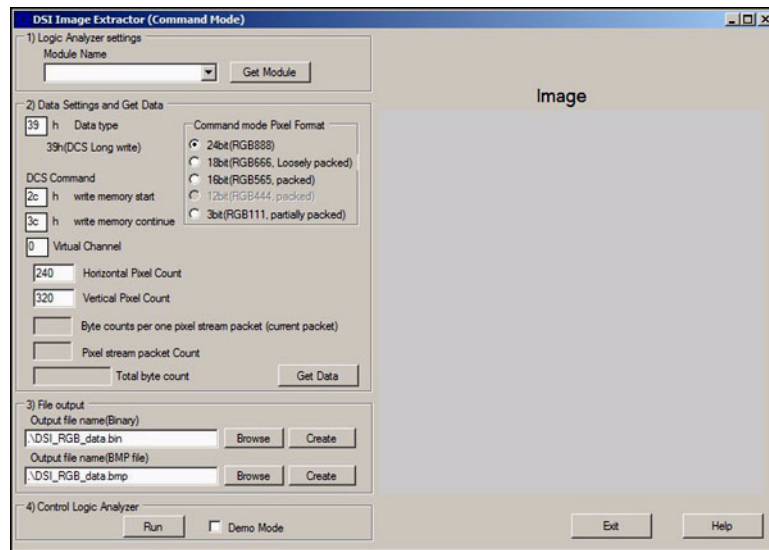 DSI Image Extractor (Command Mode)
1) Logic Analyzer settings
Module Name
Get Module
2) Data Settings and Get Data
39 h Data type
39h(DCS Long write)
Command mode Pixel Format
24bit(RGB888)
18bit(RGB666, Loosely packed)
16bit(RGB565, packed)
12bit(RGB444, packed)
3bit(RGB111, partially packed)
DCS Command
2c h write memory start
3c h write memory continue
0 Virtual Channel
240 Horizontal Pixel Count
320 Vertical Pixel Count
Byte counts per one pixel stream packet (current packet)
Pixel stream packet Count
Total byte count
Get Data
3) File output
Output file name(Binary)
.\DSI_RGB_data.bin Browse Create
Output file name(BMP file)
.\DSI_RGB_data.bmp Browse Create
4) Control Logic Analyzer
Run Demo Mode
Image
Exit Help